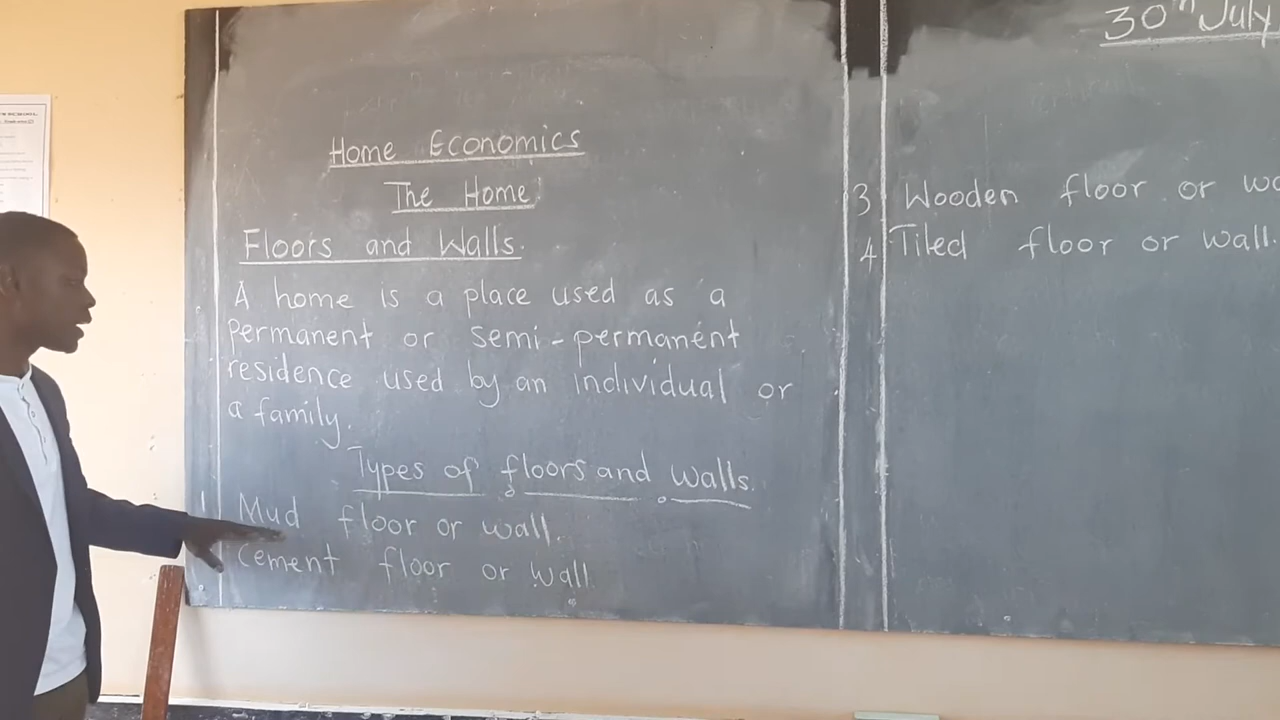 Home Economics
The Home
Floors and Walls.
A home is a place used as a
permanent or semi-permanent
residence used by an individual or
a family.
Types of floors and walls.
1 Mud floor or wall.
Cement floor or wall
30th July
3 Wooden floor or
4 Tiled floor or wall.